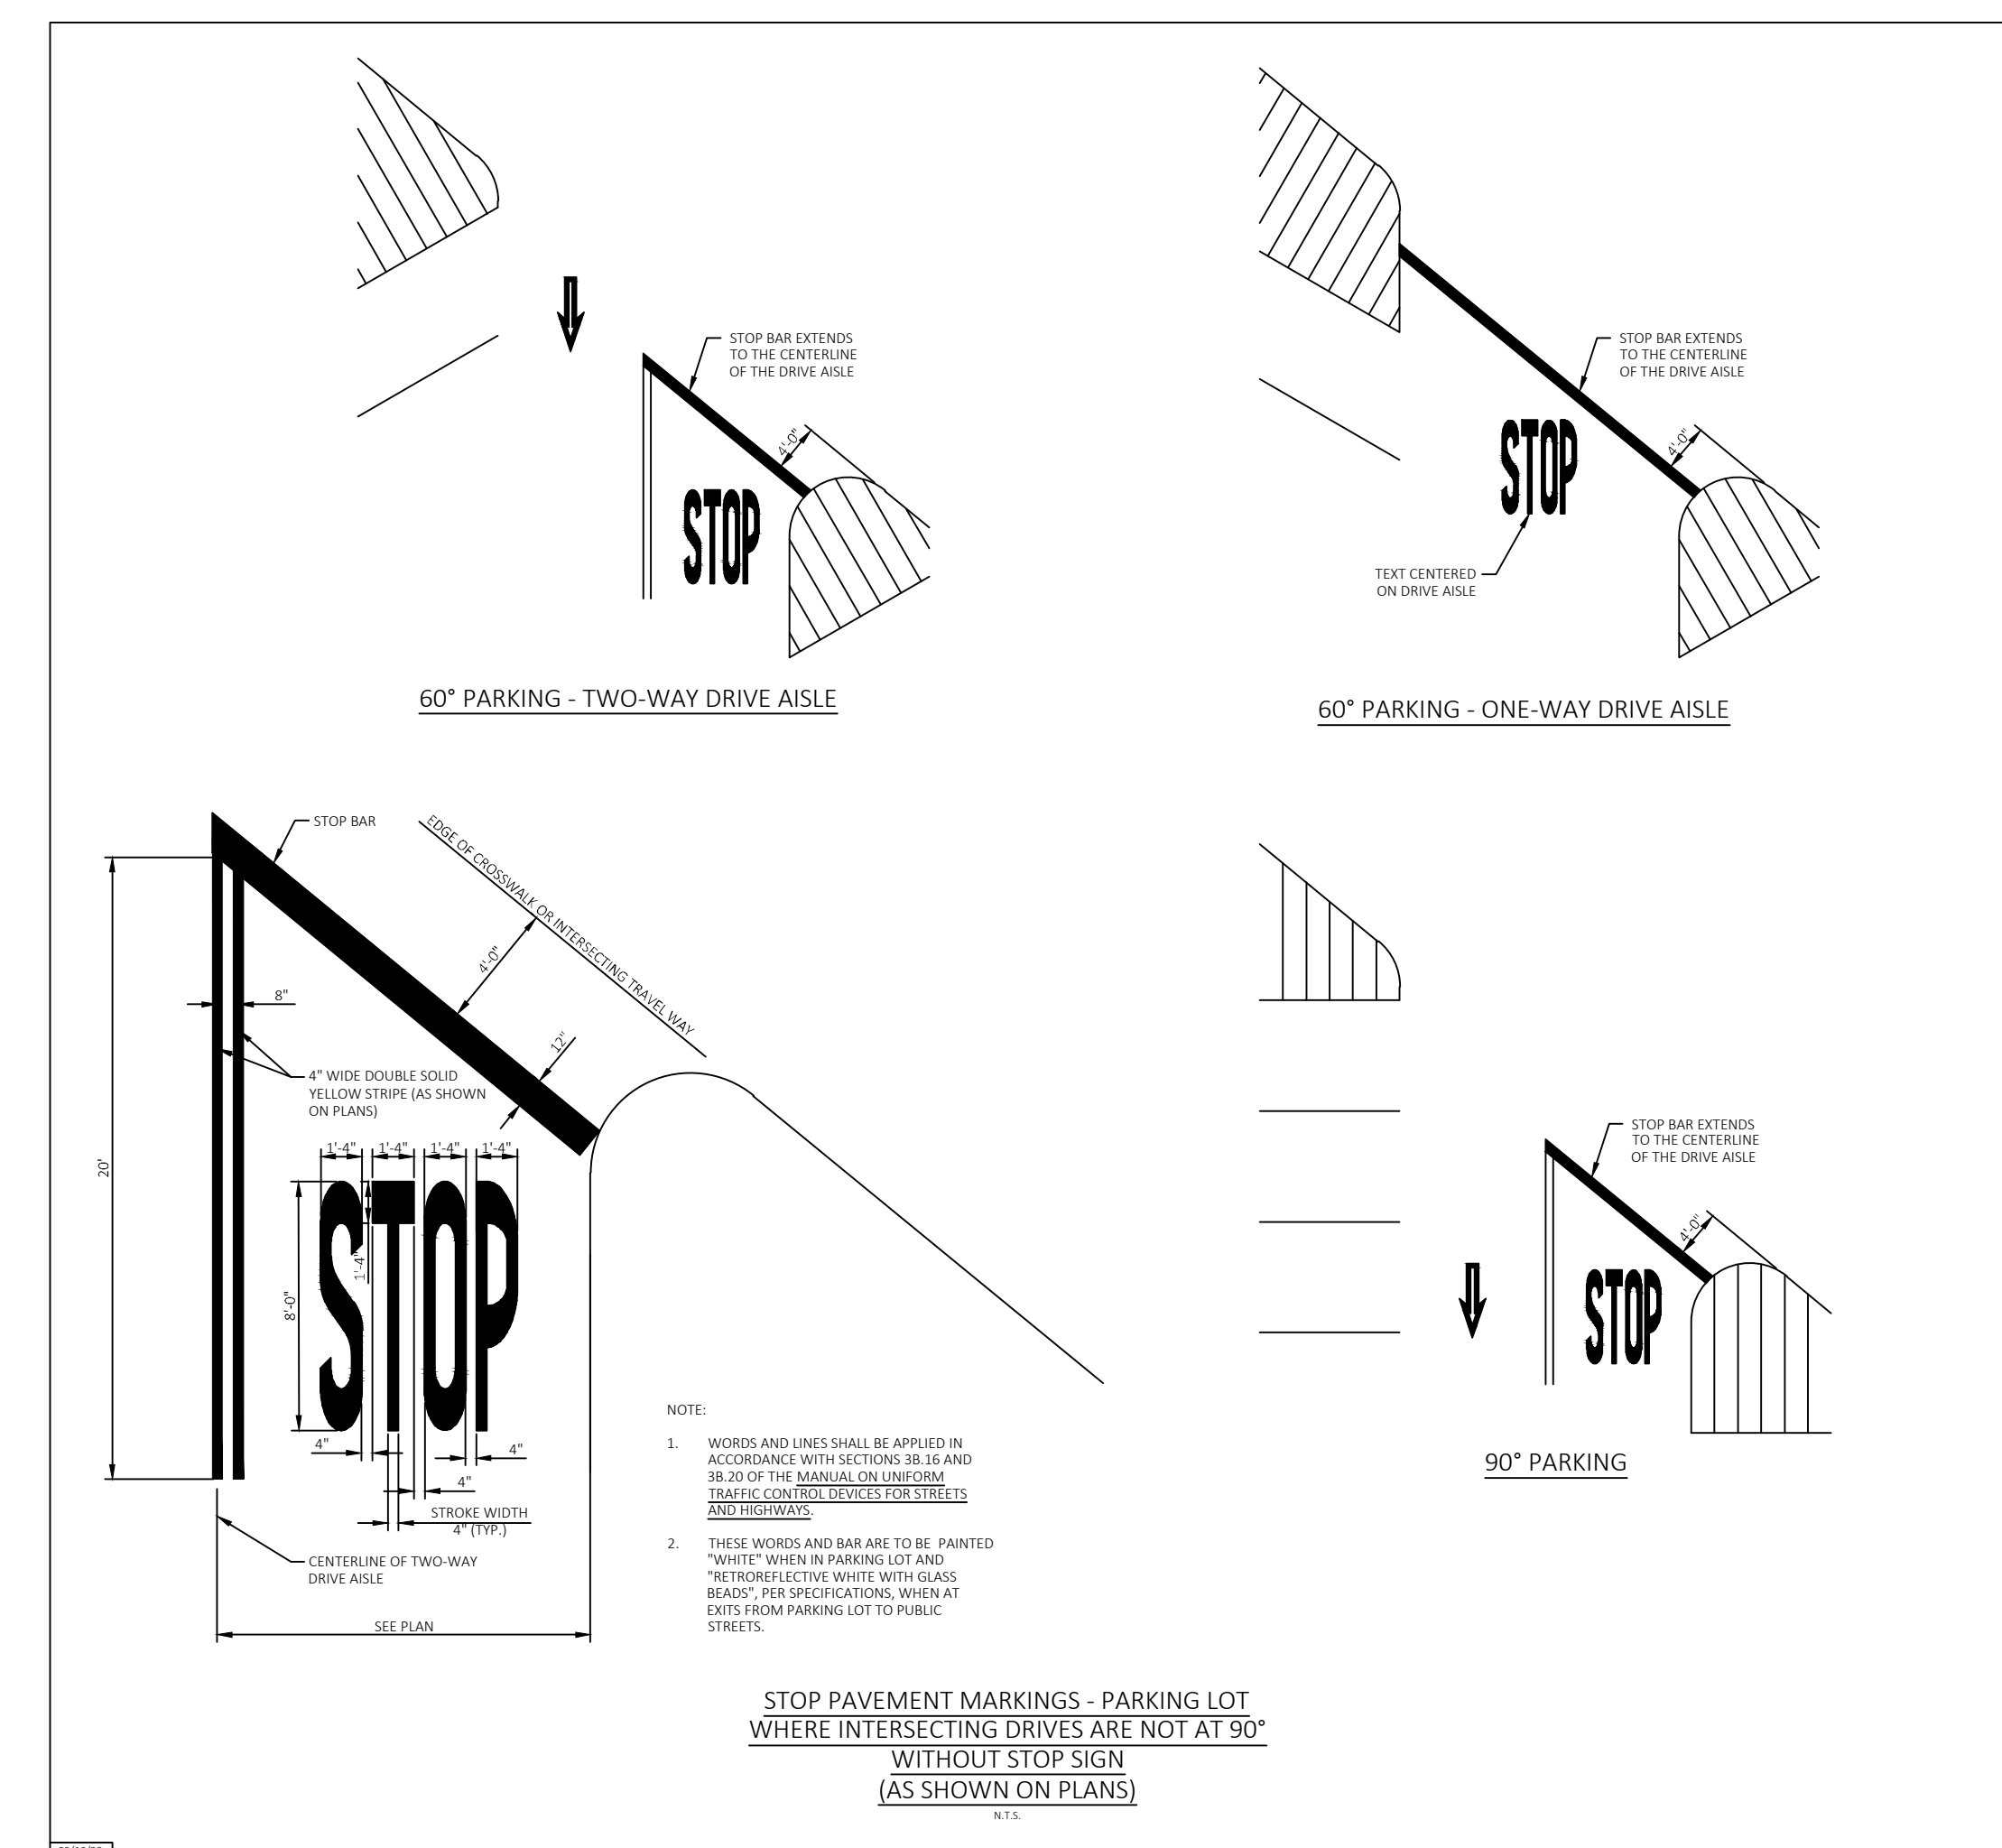 STOP BAR EXTENDS
TO THE CENTERLINE
OF THE DRIVE AISLE
4'-0"
STOP
60° PARKING - TWO-WAY DRIVE AISLE
STOP BAR EXTENDS
TO THE CENTERLINE
OF THE DRIVE AISLE
4'-0"
STOP
TEXT CENTERED
ON DRIVE AISLE
60° PARKING - ONE-WAY DRIVE AISLE
STOP BAR
EDGE OF CROSSWALK OR INTERSECTING TRAVEL WAY
4'-0"
12"
8"
4" WIDE DOUBLE SOLID
YELLOW STRIPE (AS SHOWN
ON PLANS)
20'
1'-4" 1'-4" 1'-4" 1'-4"
1'-4"
8'-0"
STOP
4"
4"
4"
STROKE WIDTH
4" (TYP.)
CENTERLINE OF TWO-WAY
DRIVE AISLE
SEE PLAN
NOTE:
1. WORDS AND LINES SHALL BE APPLIED IN
ACCORDANCE WITH SECTIONS 3B.16 AND
3B.20 OF THE MANUAL ON UNIFORM
TRAFFIC CONTROL DEVICES FOR STREETS
AND HIGHWAYS.
2. THESE WORDS AND BAR ARE TO BE PAINTED
"WHITE" WHEN IN PARKING LOT AND
"RETROREFLECTIVE WHITE WITH GLASS
BEADS", PER SPECIFICATIONS, WHEN AT
EXITS FROM PARKING LOT TO PUBLIC
STREETS.
STOP BAR EXTENDS
TO THE CENTERLINE
OF THE DRIVE AISLE
4'-0"
STOP
90° PARKING
STOP PAVEMENT MARKINGS - PARKING LOT
WHERE INTERSECTING DRIVES ARE NOT AT 90°
WITHOUT STOP SIGN
(AS SHOWN ON PLANS)
N.T.S.